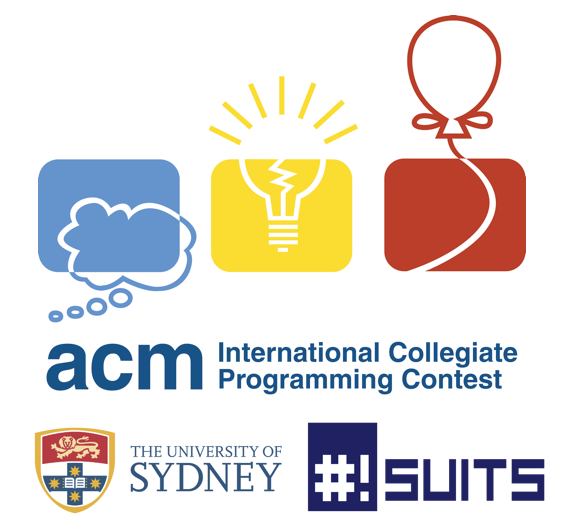 acm International Collegiate
Programming Contest
THE UNIVERSITY OF
SYDNEY
#!SUITS